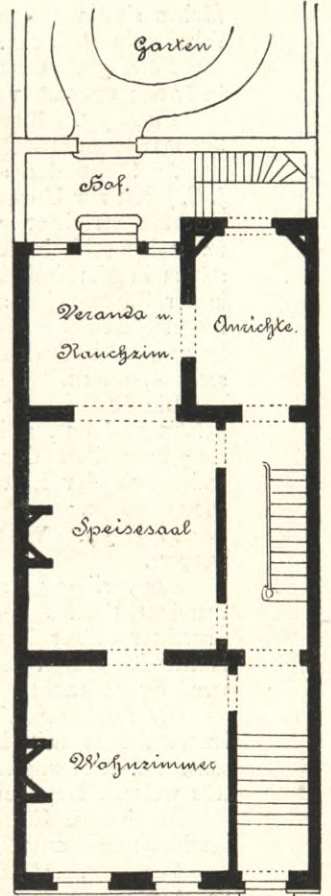 Garten
Hof.
Veranda u.
Rauchzim.
Anrichte.
Speisesaal
Wohnzimmer